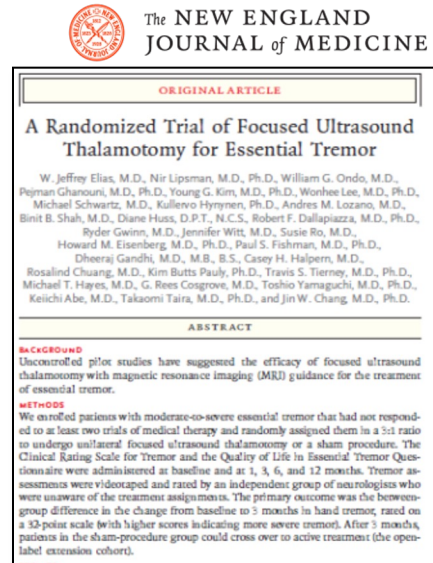 The NEW ENGLAND
JOURNAL of MEDICINE
ORIGINAL ARTICLE
A Randomized Trial of Focused Ultrasound
Thalamotomy for Essential Tremor
W. Jeffrey Elias, M.D., Nir Lipsman, M.D., Ph.D., William G. Ondo, M.D.,
Pejman Ghanouni, M.D., Ph.D., Young G. Kim, M.D., Ph.D., Wonhee Lee, M.D., Ph.D.,
Michael Schwartz, M.D., Kullervo Hynynen, Ph.D., Andres M. Lozano, M.D.,
Binit B. Shah, M.D., Diane Huss, D.P.T., N.C.S., Robert F. Dallapiazza, M.D., Ph.D.,
Ryder Gwinn, M.D., Jennifer Witt, M.D., Susie Ro, M.D.,
Howard M. Eisenberg, M.D., Paul S. Fishman, M.D., Ph.D.,
Dheeraj Gandhi, M.D., M.B., B.S., Casey H. Halpern, M.D.,
Rosalind Chuang, M.D., Kim Butts Pauly, Ph.D., Travis S. Tierney, M.D., Ph.D.,
Michael T. Hayes, M.D., G. Rees Cosgrove, M.D., Toshio Yamaguchi, M.D., Ph.D.,
Keiichi Abe, M.D., Takaomi Taira, M.D., Ph.D., and Jin W. Chang, M.D., Ph.D.
ABSTRACT
BACKGROUND
Uncontrolled pilot studies have suggested the efficacy of focused ultrasound
thalamotomy with magnetic resonance imaging (MRI) guidance for the treatment
of essential tremor.
METHODS
We enrolled patients with moderate-to-severe essential tremor that had not respond-
ed to at least two trials of medical therapy and randomly assigned them in a 3:1 ratio
to undergo unilateral focused ultrasound thalamotomy or a sham procedure. The
Clinical Rating Scale for Tremor and the Quality of Life in Essential Tremor Ques-
tionnaire were administered at baseline and at 1, 3, 6, and 12 months. Tremor as-
sessments were videotaped and rated by an independent group of neurologists who
were unaware of the treatment assignments. The primary outcome was the between-
group difference in the change from baseline to 3 months in hand tremor, rated on
a 32-point scale (with higher scores indicating more severe tremor). After 3 months,
patients in the sham-procedure group could cross over to active treatment (the open-
label extension cohort).